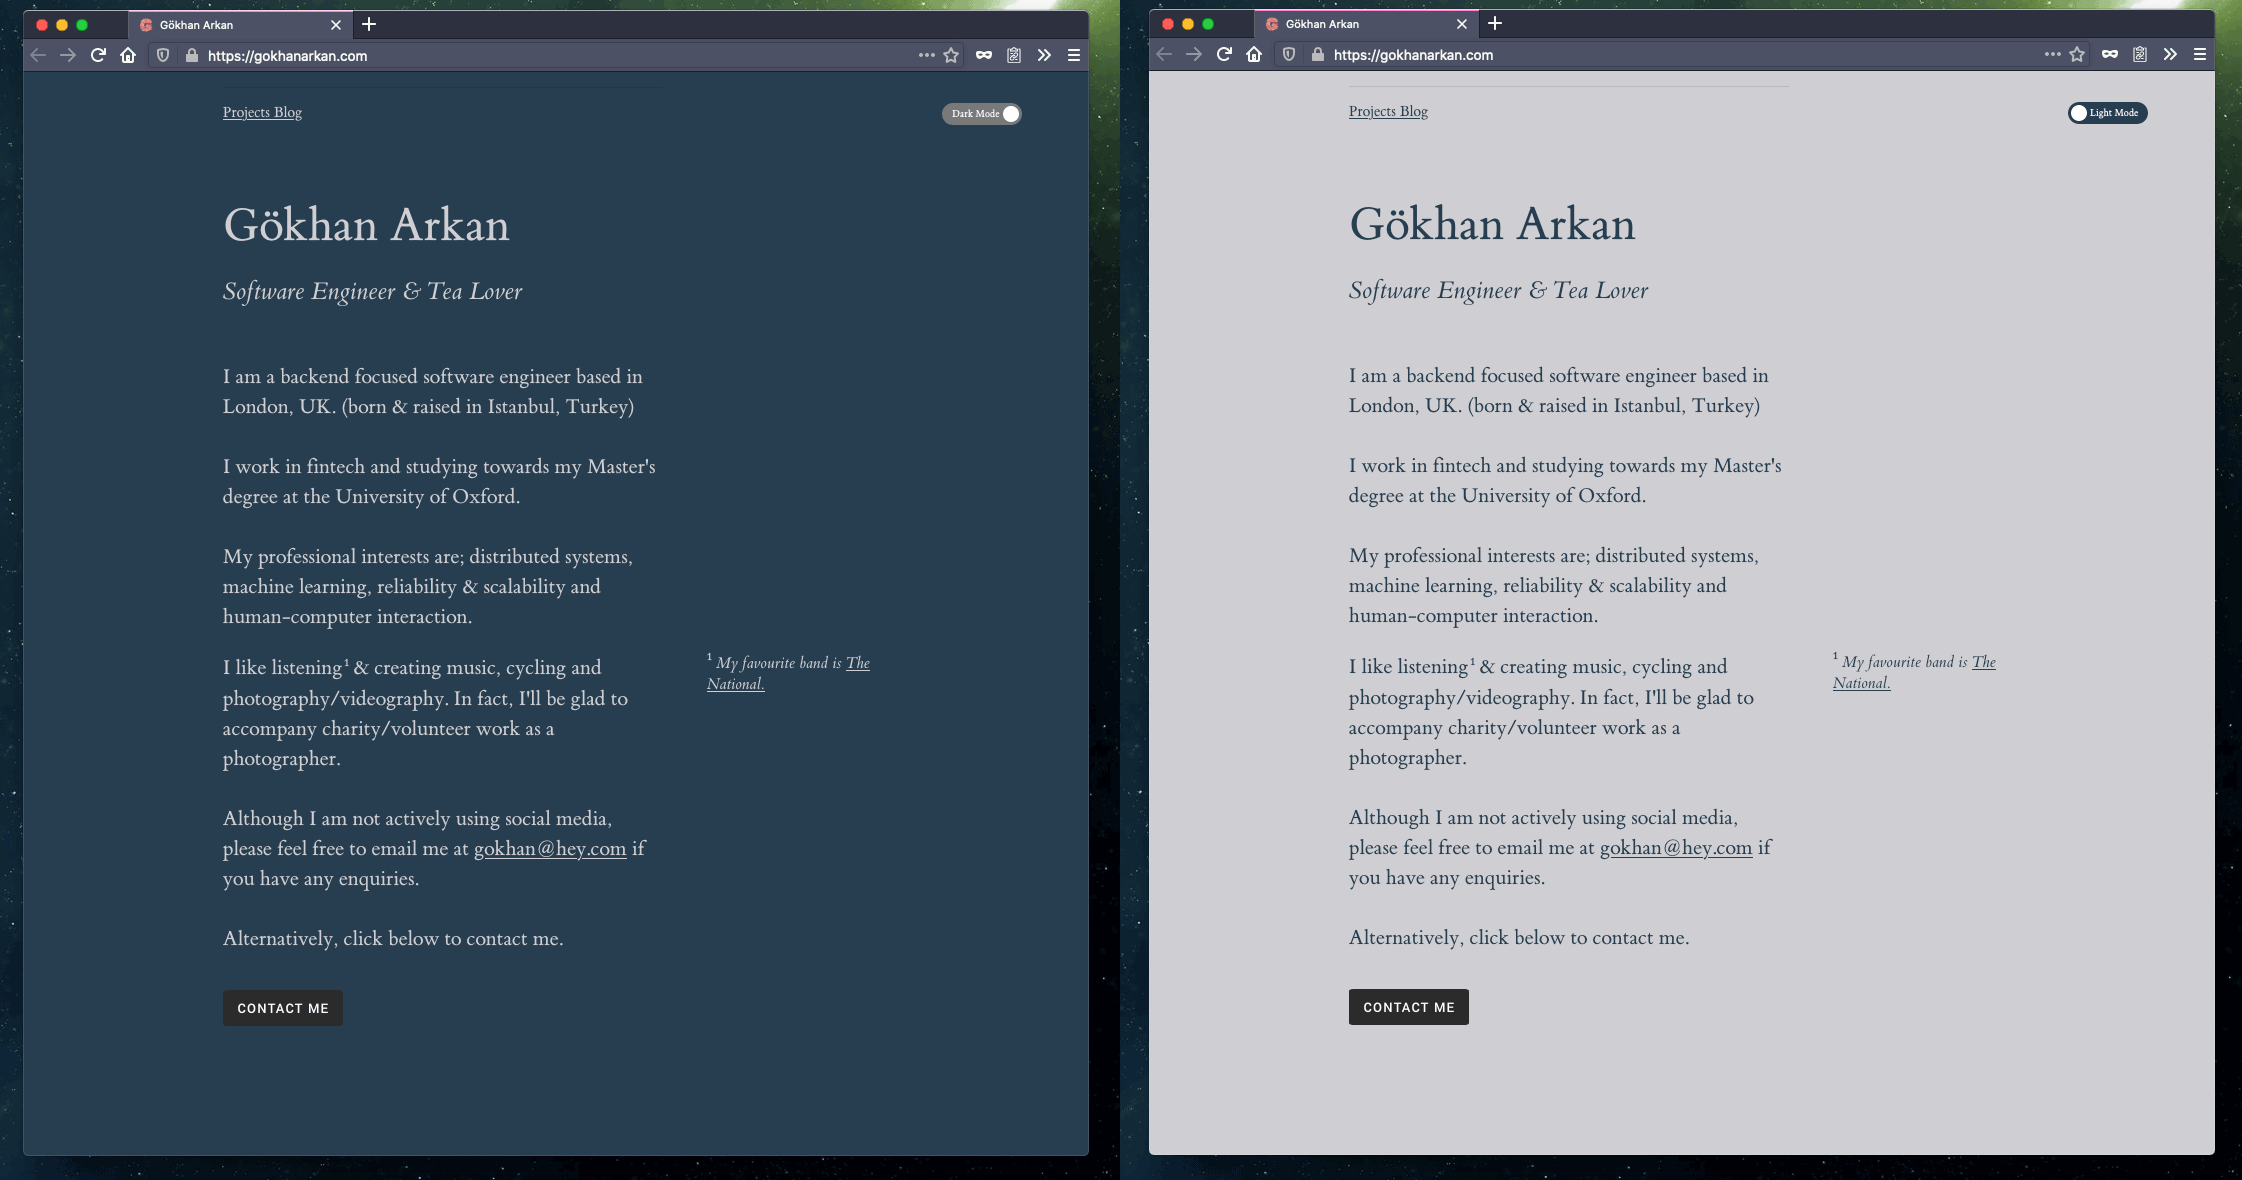 Gökhan Arkan
https://gokhanarkan.com
Projects Blog
Dark Mode
Gökhan Arkan
Software Engineer & Tea Lover
I am a backend focused software engineer based in
London, UK. (born & raised in Istanbul, Turkey)
I work in fintech and studying towards my Master's
degree at the University of Oxford.
My professional interests are; distributed systems,
machine learning, reliability & scalability and
human-computer interaction.
I like listening¹ & creating music, cycling and
photography/videography. In fact, I'll be glad to
accompany charity/volunteer work as a
photographer.
¹ My favourite band is The
National.
Although I am not actively using social media,
please feel free to email me at gokhan@hey.com if
you have any enquiries.
Alternatively, click below to contact me.
CONTACT ME
Gökhan Arkan
https://gokhanarkan.com
Projects Blog
Light Mode
Gökhan Arkan
Software Engineer & Tea Lover
I am a backend focused software engineer based in
London, UK. (born & raised in Istanbul, Turkey)
I work in fintech and studying towards my Master's
degree at the University of Oxford.
My professional interests are; distributed systems,
machine learning, reliability & scalability and
human-computer interaction.
I like listening¹ & creating music, cycling and
photography/videography. In fact, I'll be glad to
accompany charity/volunteer work as a
photographer.
¹ My favourite band is The
National.
Although I am not actively using social media,
please feel free to email me at gokhan@hey.com if
you have any enquiries.
Alternatively, click below to contact me.
CONTACT ME